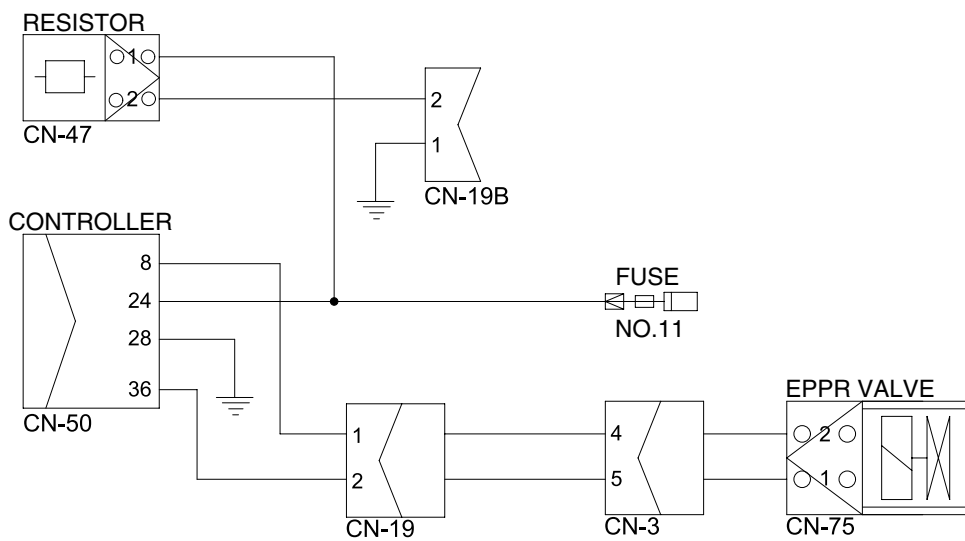 RESISTOR
1
2
CN-47
2
1
CN-19B
CONTROLLER
8
24
28
36
CN-50
FUSE
NO.11
1
2
CN-19
4
5
CN-3
EPPR VALVE
2
1
CN-75